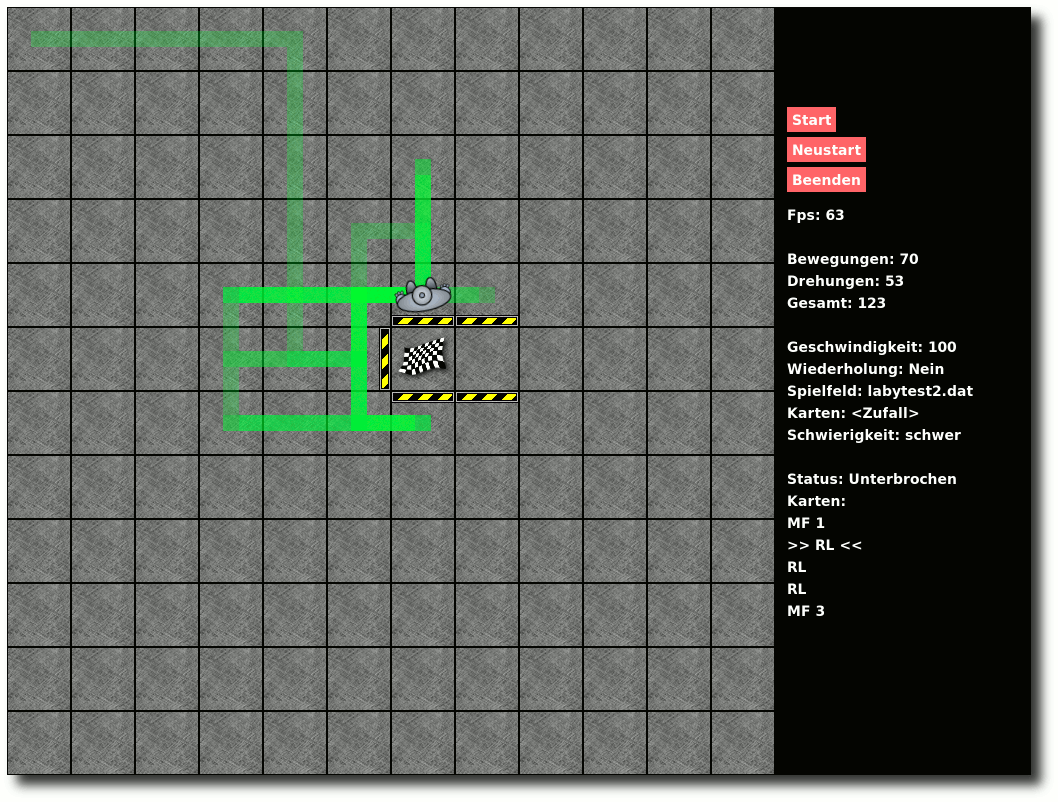 Start
Neustart
Beenden
Fps: 63
Bewegungen: 70
Drehungen: 53
Gesamt: 123
Geschwindigkeit: 100
Wiederholung: Nein
Spielfeld: labytest2.dat
Karten: <Zufall>
Schwierigkeit: schwer
Status: Unterbrochen
Karten:
MF 1
>> RL <<
RL
RL
MF 3